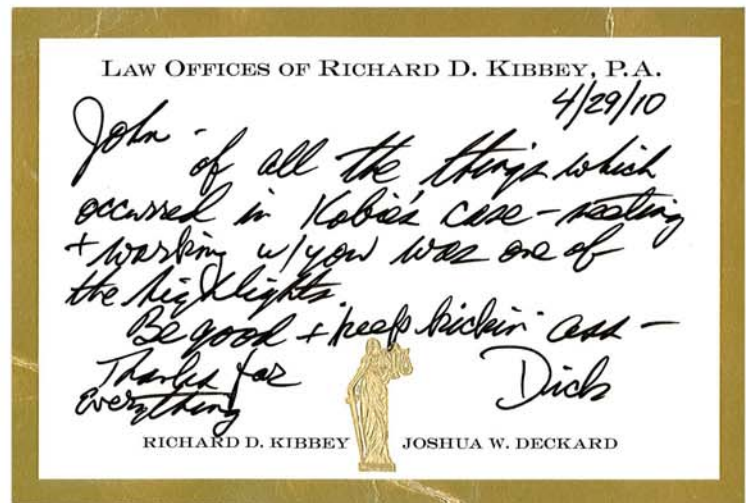 LAW OFFICES OF RICHARD D. KIBBEY, P.A.
4/29/10
John -
of all the things which
occurred in Kobie's case - meeting
+ working w/you was one of
the highlights.
Be good + keep kickin' ass -
Thanks for
Everything
Dick
RICHARD D. KIBBEY JOSHUA W. DECKARD